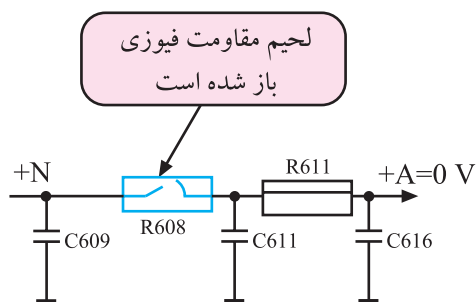 لحیم مقاومت فیوزی
باز شده است
+N
R608
R611
+A=0 V
C609
C611
C616